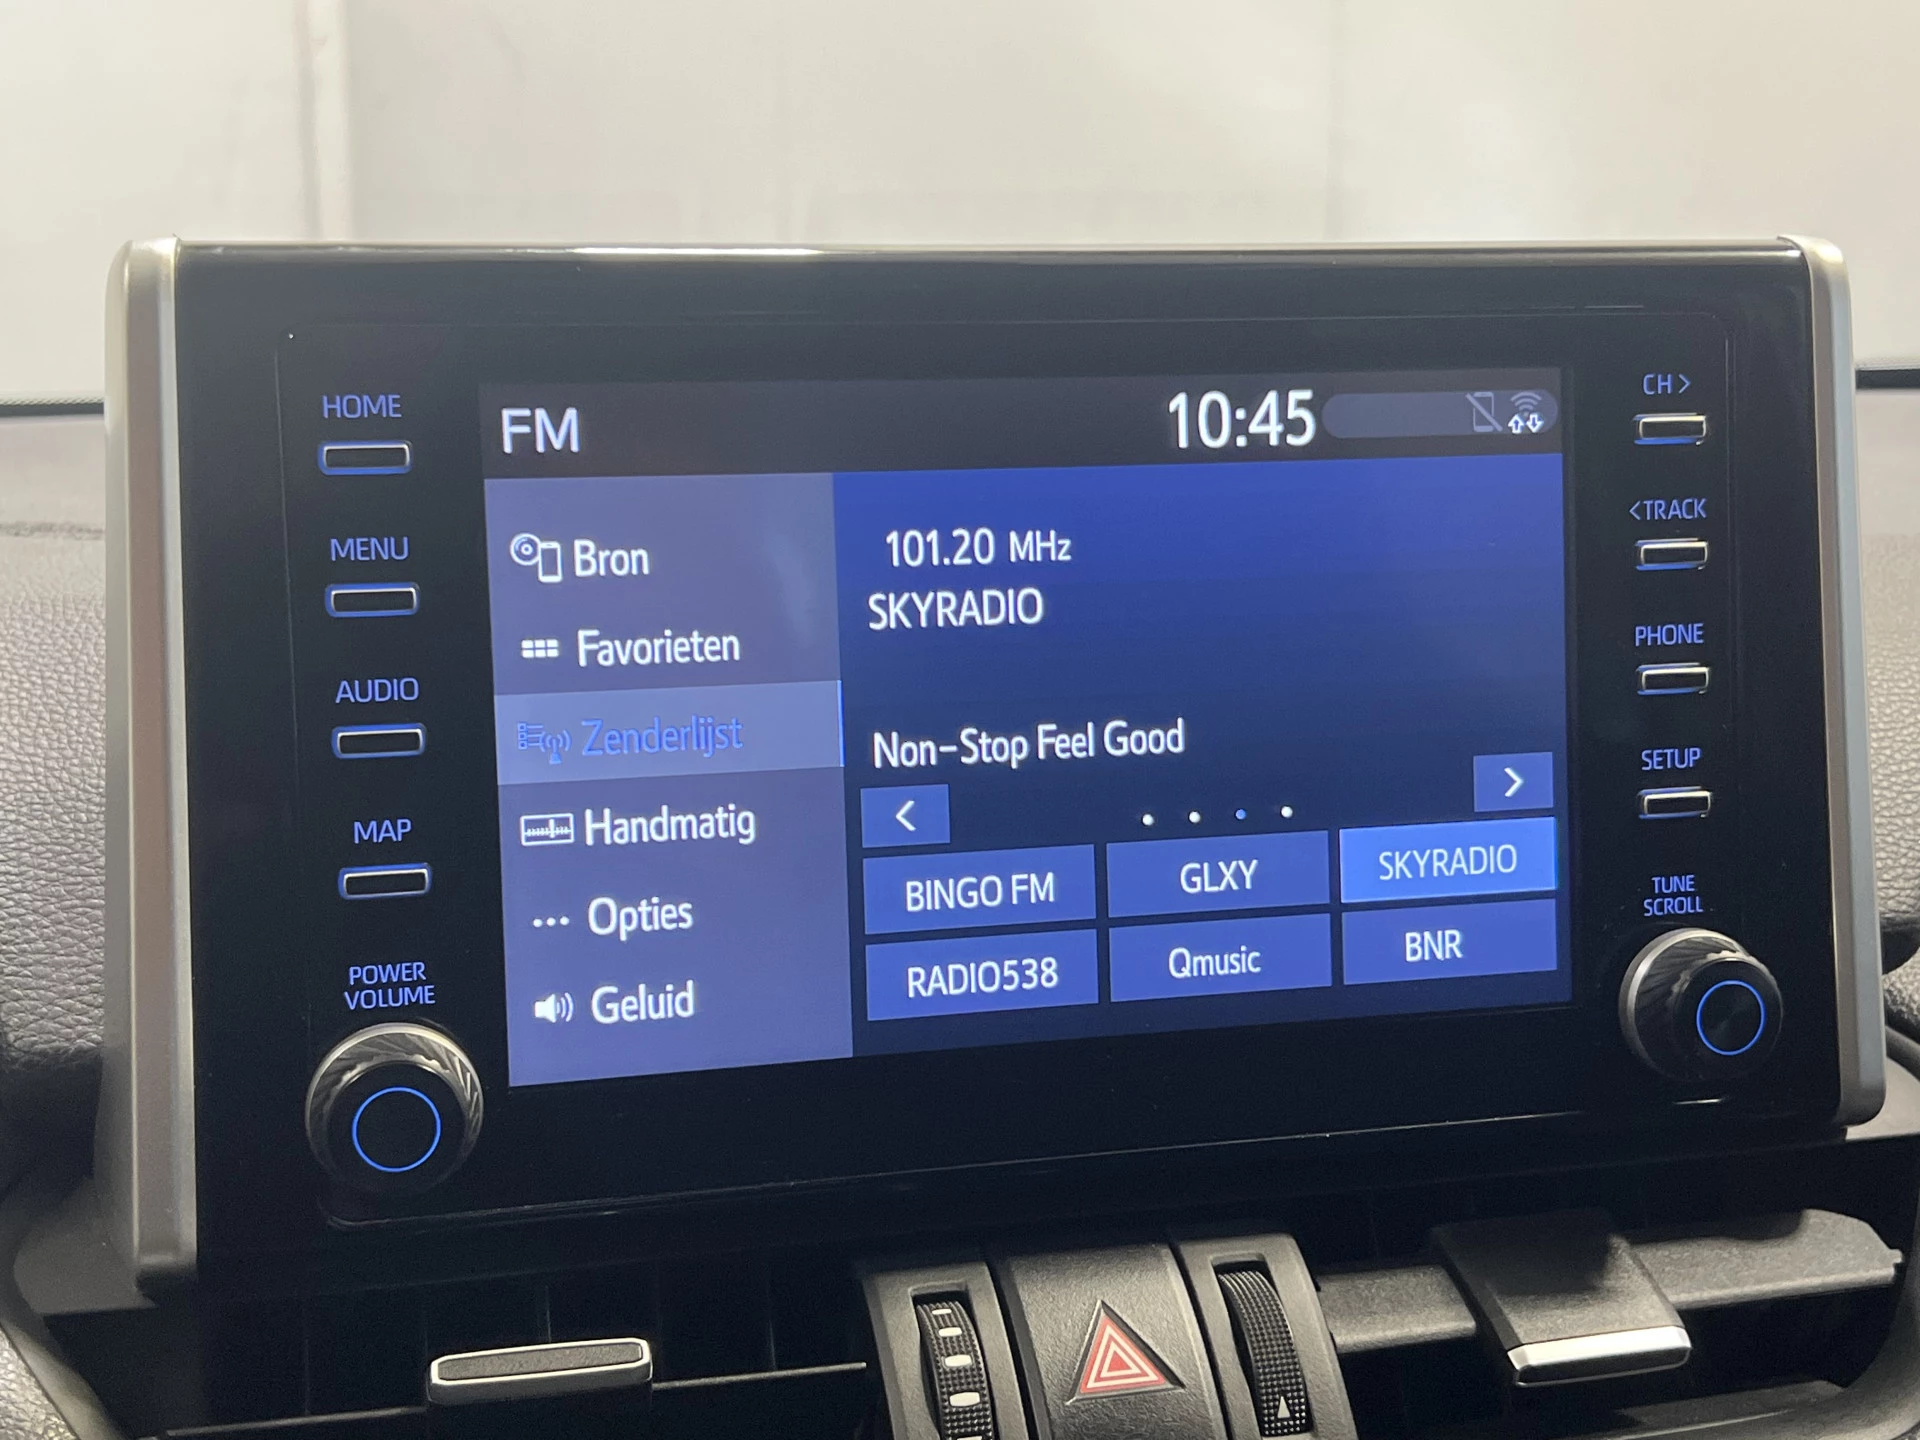 HOME
MENU
AUDIO
MAP
POWER
VOLUME
FM
10:45
Bron
Favorieten
Zenderlijst
Handmatig
Opties
Geluid
101.20 MHz
SKYRADIO
Non-Stop Feel Good
< >
BINGO FM GLXY SKYRADIO
RADIO538 Qmusic BNR
CH >
<TRACK
PHONE
SETUP
TUNE
SCROLL